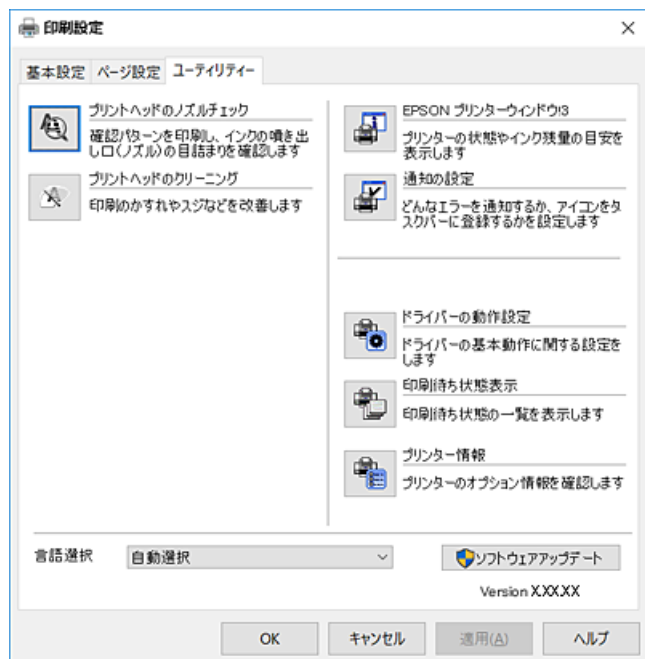 印刷設定
基本設定 ページ設定 ユーティリティー
プリントヘッドのノズルチェック
確認パターンを印刷し、インクの噴き出
し口(ノズル)の目詰まりを確認します
プリントヘッドのクリーニング
印刷のかすれやスジなどを改善します
EPSON プリンターウィンドウ!3
プリンターの状態やインク残量の目安を
表示します
通知の設定
どんなエラーを通知するか、アイコンをタ
スクバーに登録するかを設定します
ドライバーの動作設定
ドライバーの基本動作に関する設定を
します
印刷待ち状態表示
印刷待ち状態の一覧を表示します
プリンター情報
プリンターのオプション情報を確認します
言語選択 自動選択 ソフトウェアアップデート
Version X.XX.XX
OK キャンセル 適用(A) ヘルプ